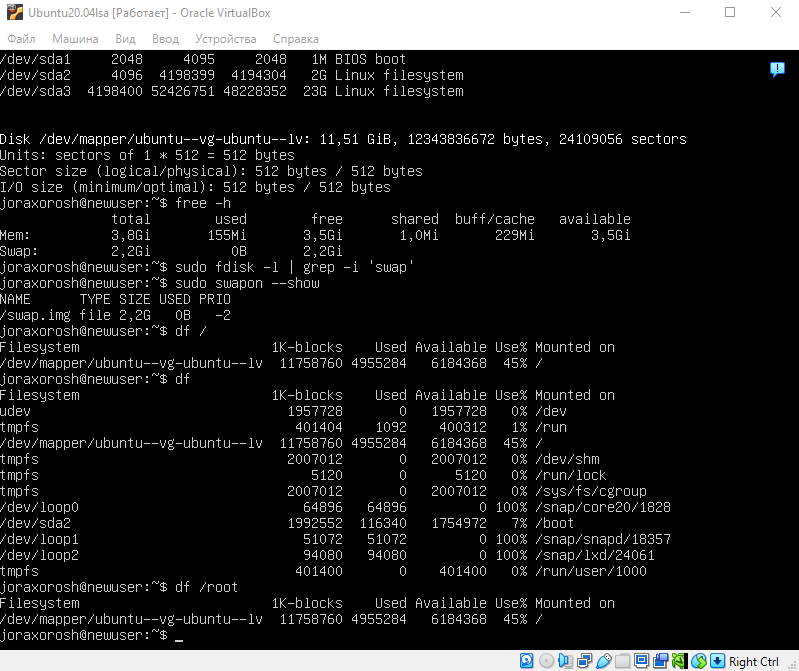 Ubuntu20.04lsa [Работает] - Oracle VirtualBox
Файл Машина Вид Ввод Устройства Справка
/dev/sda1 2048 4095 2048 1M BIOS boot
/dev/sda2 4096 4198399 4194304 2G Linux filesystem
/dev/sda3 4198400 52426751 48228352 23G Linux filesystem
Disk /dev/mapper/ubuntu--vg-ubuntu--lv: 11,51 GiB, 12343836672 bytes, 24109056 sectors
Units: sectors of 1 * 512 = 512 bytes
Sector size (logical/physical): 512 bytes / 512 bytes
I/O size (minimum/optimal): 512 bytes / 512 bytes
joraxorosh@newuser:~$ free -h
total used free shared buff/cache available
Mem: 3,8Gi 155Mi 3,5Gi 1,0Mi 229Mi 3,5Gi
Swap: 2,2Gi 0B 2,2Gi
joraxorosh@newuser:~$ sudo fdisk -l | grep -i 'swap'
joraxorosh@newuser:~$ sudo swapon --show
NAME TYPE SIZE USED PRIO
/swap.img file 2,2G 0B -2
joraxorosh@newuser:~$ df /
Filesystem 1K-blocks Used Available Use% Mounted on
/dev/mapper/ubuntu--vg-ubuntu--lv 11758760 4955284 6184368 45% /
joraxorosh@newuser:~$ df
Filesystem 1K-blocks Used Available Use% Mounted on
udev 1957728 0 1957728 0% /dev
tmpfs 401404 1092 400312 1% /run
/dev/mapper/ubuntu--vg-ubuntu--lv 11758760 4955284 6184368 45% /
tmpfs 2007012 0 2007012 0% /dev/shm
tmpfs 5120 0 5120 0% /run/lock
tmpfs 2007012 0 2007012 0% /sys/fs/cgroup
/dev/loop0 64896 64896 0 100% /snap/core20/1828
/dev/sda2 1992552 116340 1754972 7% /boot
/dev/loop1 51072 51072 0 100% /snap/snapd/18357
/dev/loop2 94080 94080 0 100% /snap/lxd/24061
tmpfs 401400 0 401400 0% /run/user/1000
joraxorosh@newuser:~$ df /root
Filesystem 1K-blocks Used Available Use% Mounted on
/dev/mapper/ubuntu--vg-ubuntu--lv 11758760 4955284 6184368 45% /
joraxorosh@newuser:~$ _
Right Ctrl